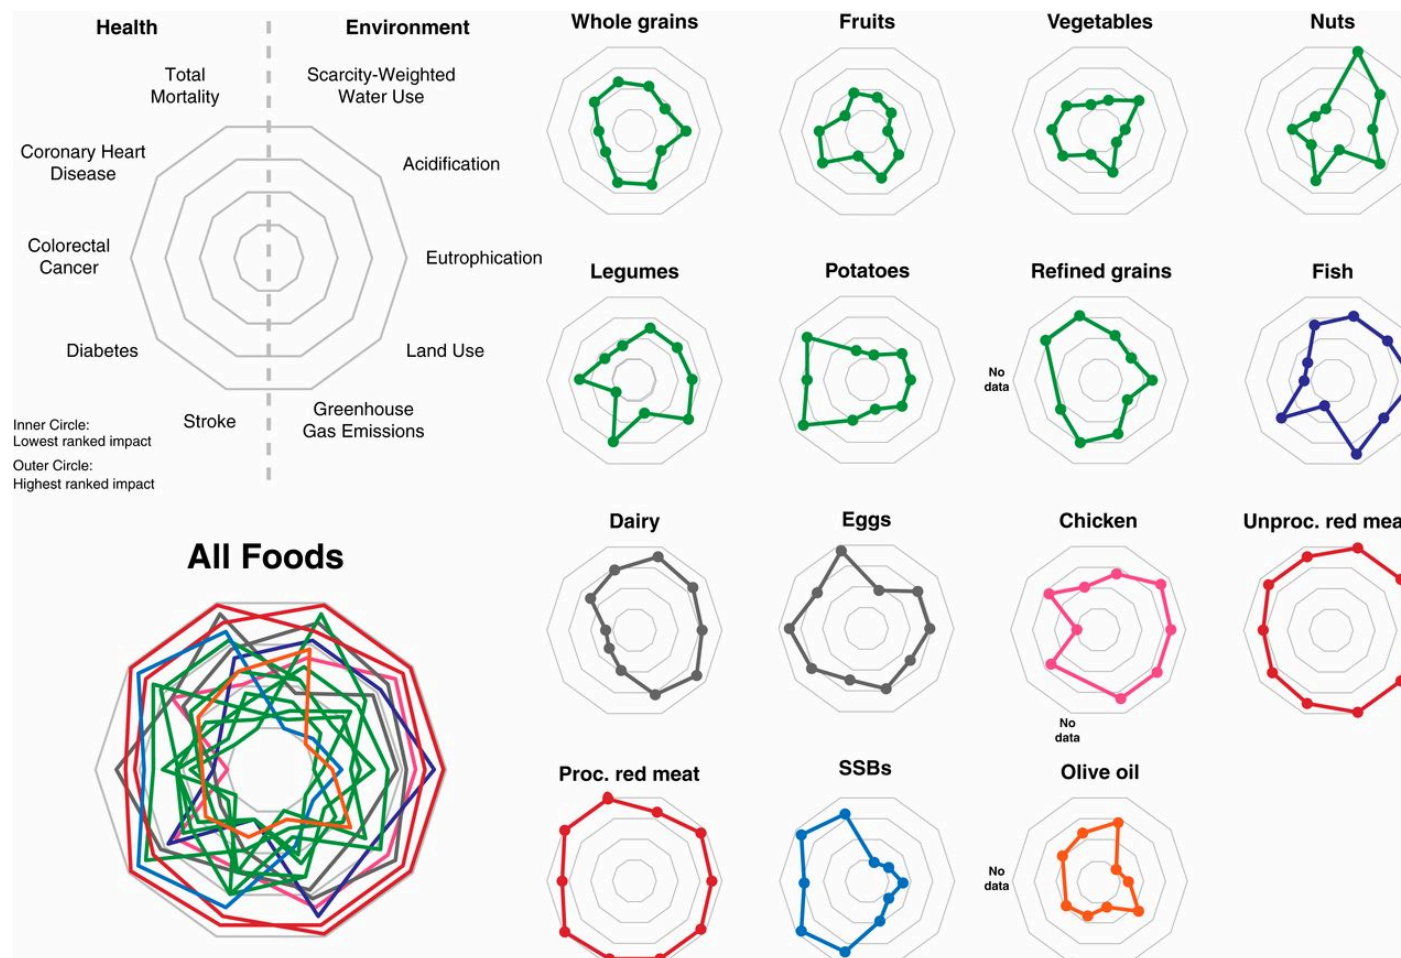 Health
Environment
Total
Mortality
Scarcity-Weighted
Water Use
Coronary Heart
Disease
Acidification
Colorectal
Cancer
Eutrophication
Diabetes
Land Use
Stroke
Greenhouse
Gas Emissions
Inner Circle:
Lowest ranked impact
Outer Circle:
Highest ranked impact
All Foods
Whole grains
Fruits
Vegetables
Nuts
Legumes
Potatoes
Refined grains
Fish
No
data
Dairy
Eggs
Chicken
Unproc. red mea
No
data
Proc. red meat
SSBs
Olive oil
No
data